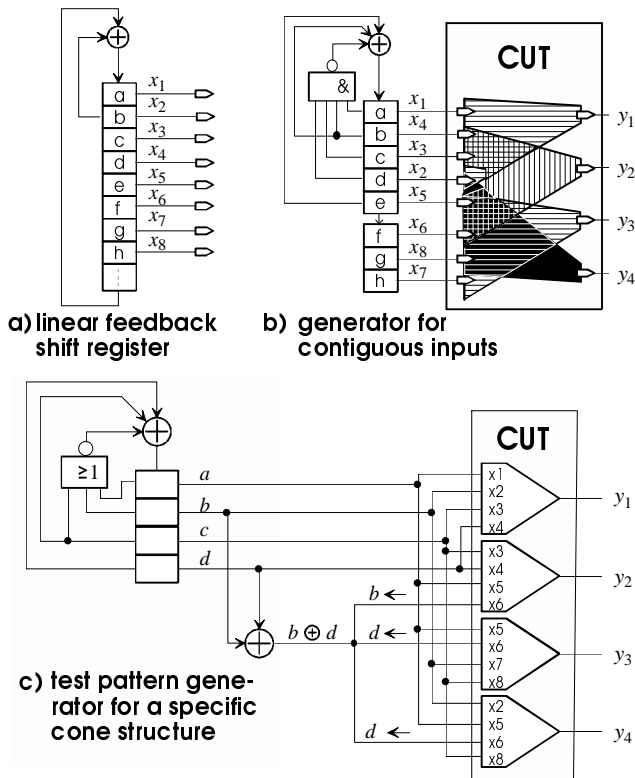 a
b
c
d
e
f
g
h
x1
x2
x3
x4
x5
x6
x7
x8
a) linear feedback
shift register
&
a
b
c
d
e
f
g
h
x1
x4
x3
x2
x5
x6
x8
x7
CUT
y1
y2
y3
y4
b) generator for
contiguous inputs
≥1
a
b
c
d
b ⊕ d
b ←
d ←
d ←
CUT
x1
x2
x3
x4
y1
x3
x4
x5
x6
y2
x5
x6
x7
x8
y3
x2
x5
x6
x8
y4
c) test pattern gene-
rator for a specific
cone structure